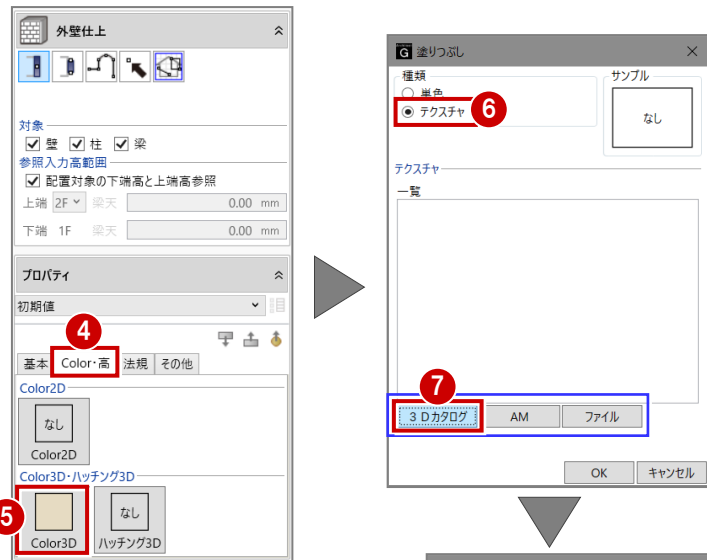 外壁仕上
対象
壁 柱 梁
参照入力高範囲
配置対象の下端高と上端高参照
上端 2F 梁天 0.00 mm
下端 1F 梁天 0.00 mm
プロパティ
初期値
4
基本 Color・高 法規 その他
Color2D
なし
Color2D
Color3D・ハッチング3D
5
なし
Color3D ハッチング3D
G 塗りつぶし
種類
単色
テクスチャ
6
サンプル
なし
テクスチャ
一覧
7
３Ｄカタログ AM ファイル
OK キャンセル